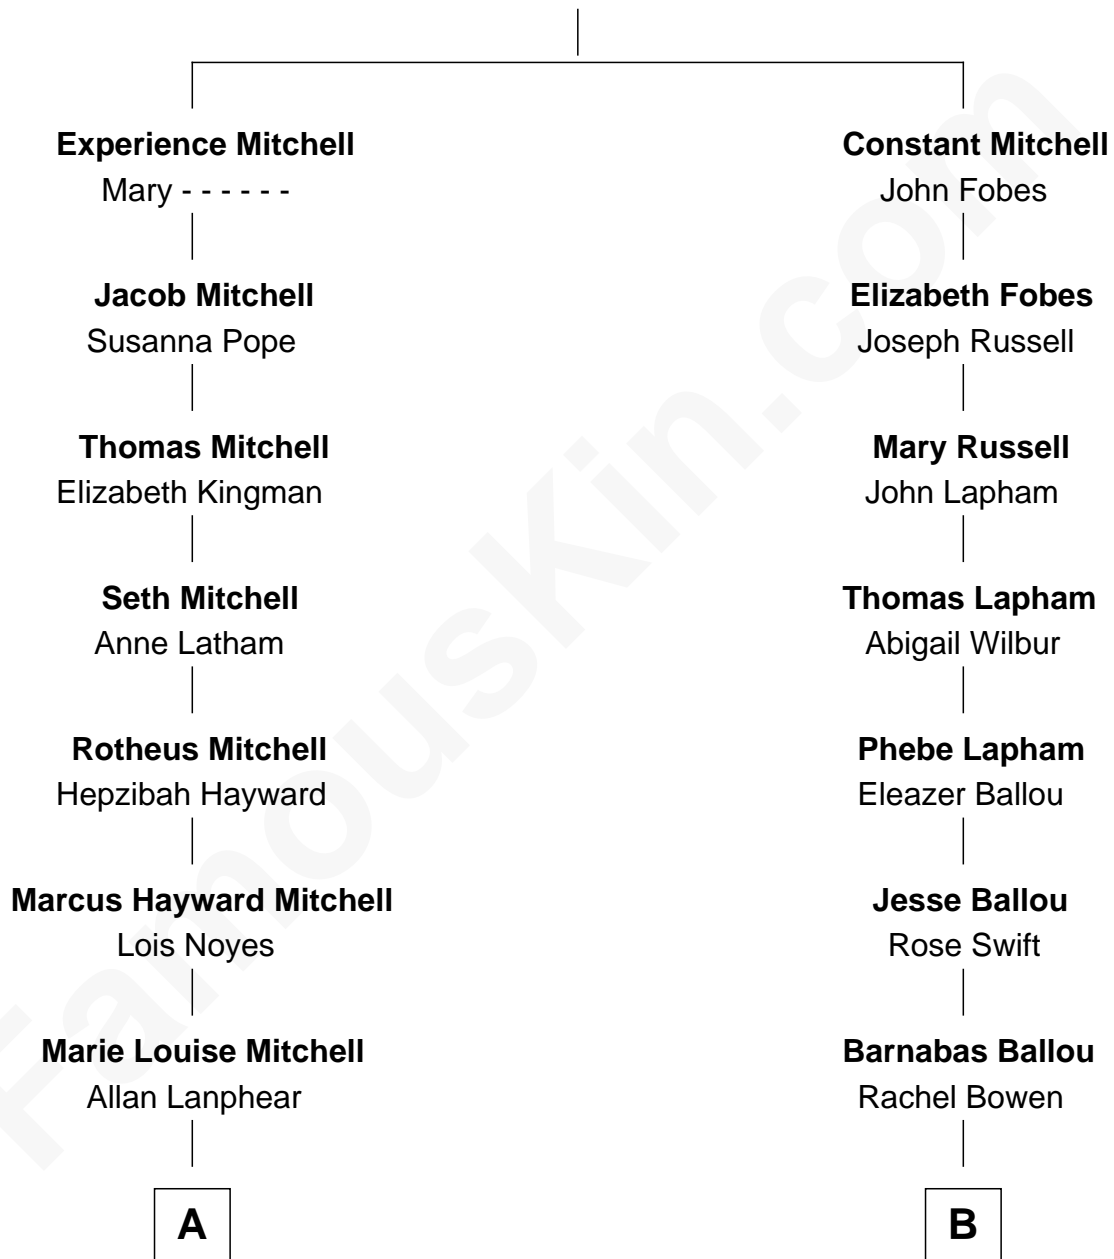 Experience Mitchell
Mary - - - - - -
Constant Mitchell
John Fobes
Jacob Mitchell
Susanna Pope
Elizabeth Fobes
Joseph Russell
Thomas Mitchell
Elizabeth Kingman
Mary Russell
John Lapham
Seth Mitchell
Anne Latham
Thomas Lapham
Abigail Wilbur
Rotheus Mitchell
Hepzibah Hayward
Phebe Lapham
Eleazer Ballou
Marcus Hayward Mitchell
Lois Noyes
Jesse Ballou
Rose Swift
Marie Louise Mitchell
Allan Lanphear
Barnabas Ballou
Rachel Bowen
A
B
FamousKin.com